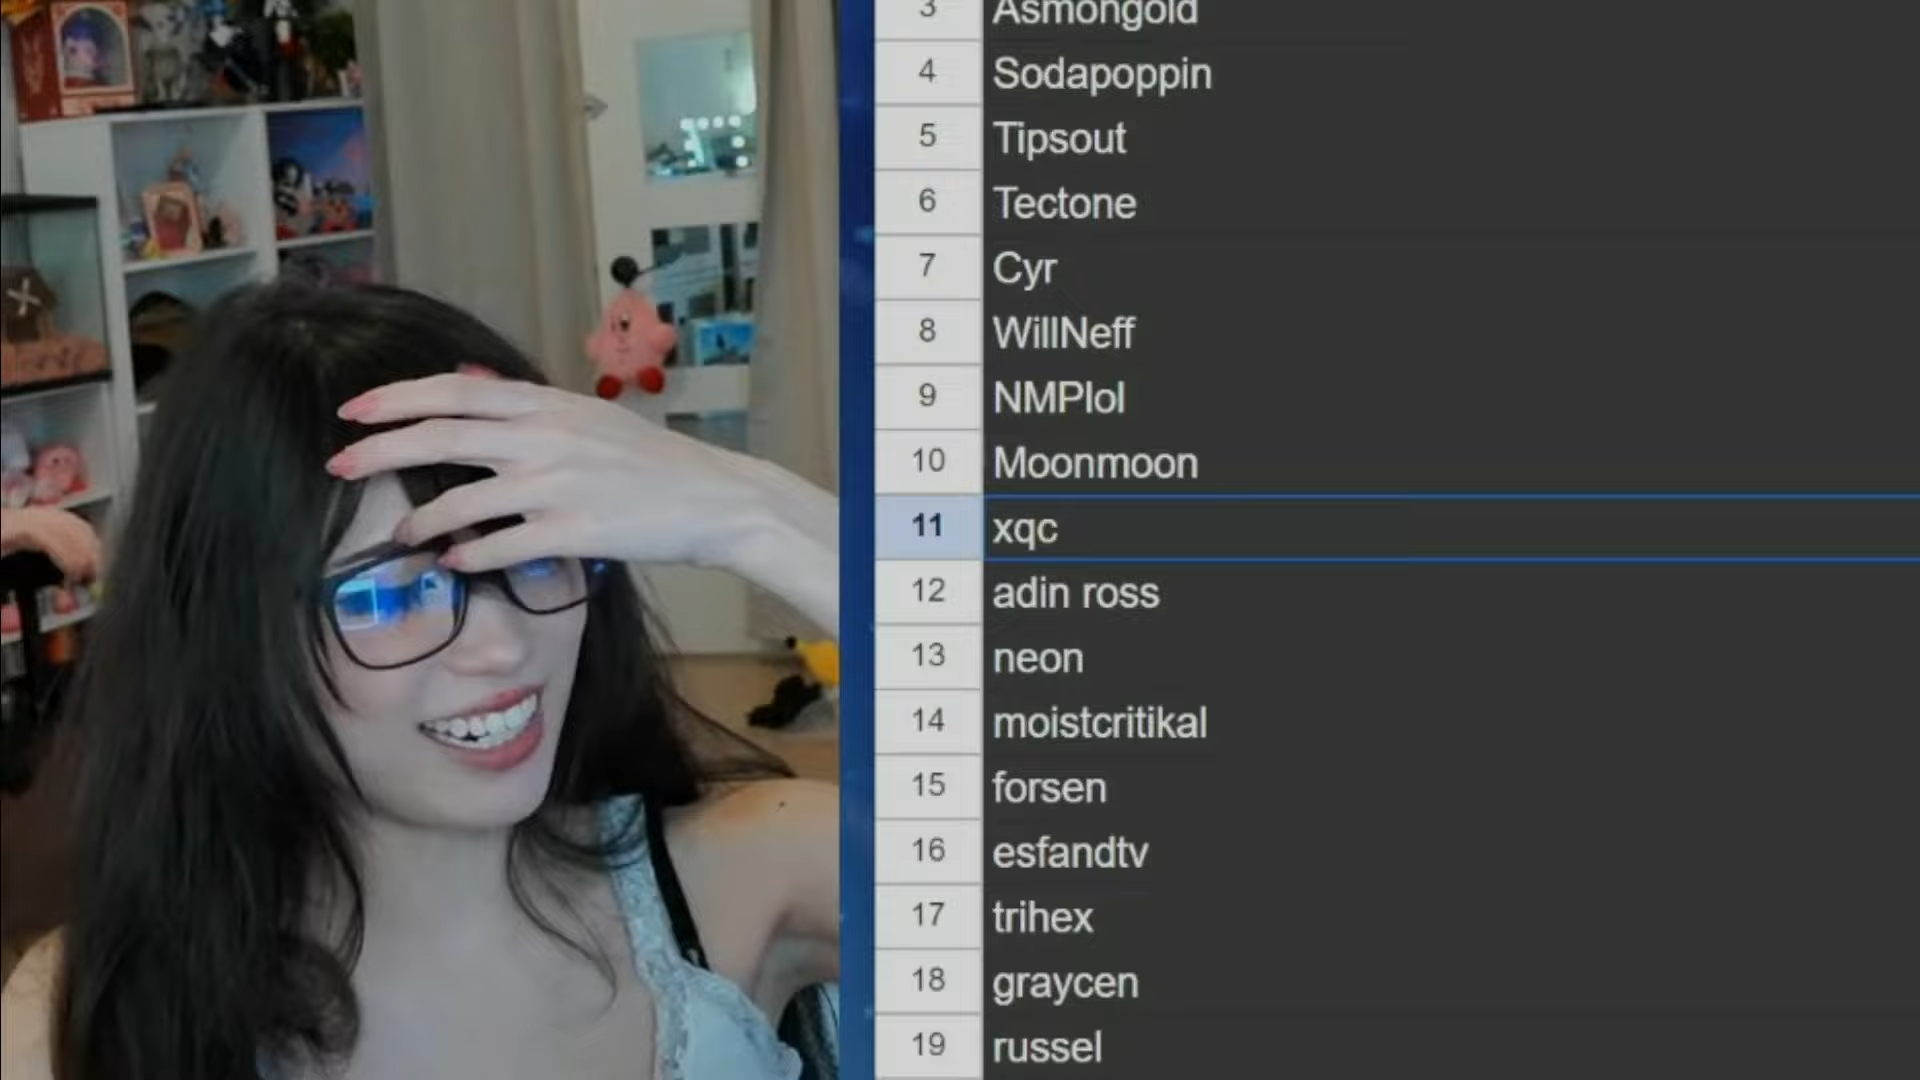 3 Asmongold
4 Sodapoppin
5 Tipsout
6 Tectone
7 Cyr
8 WillNeff
9 NMPlol
10 Moonmoon
11 xqc
12 adin ross
13 neon
14 moistcritikal
15 forsen
16 esfandtv
17 trihex
18 graycen
19 russel